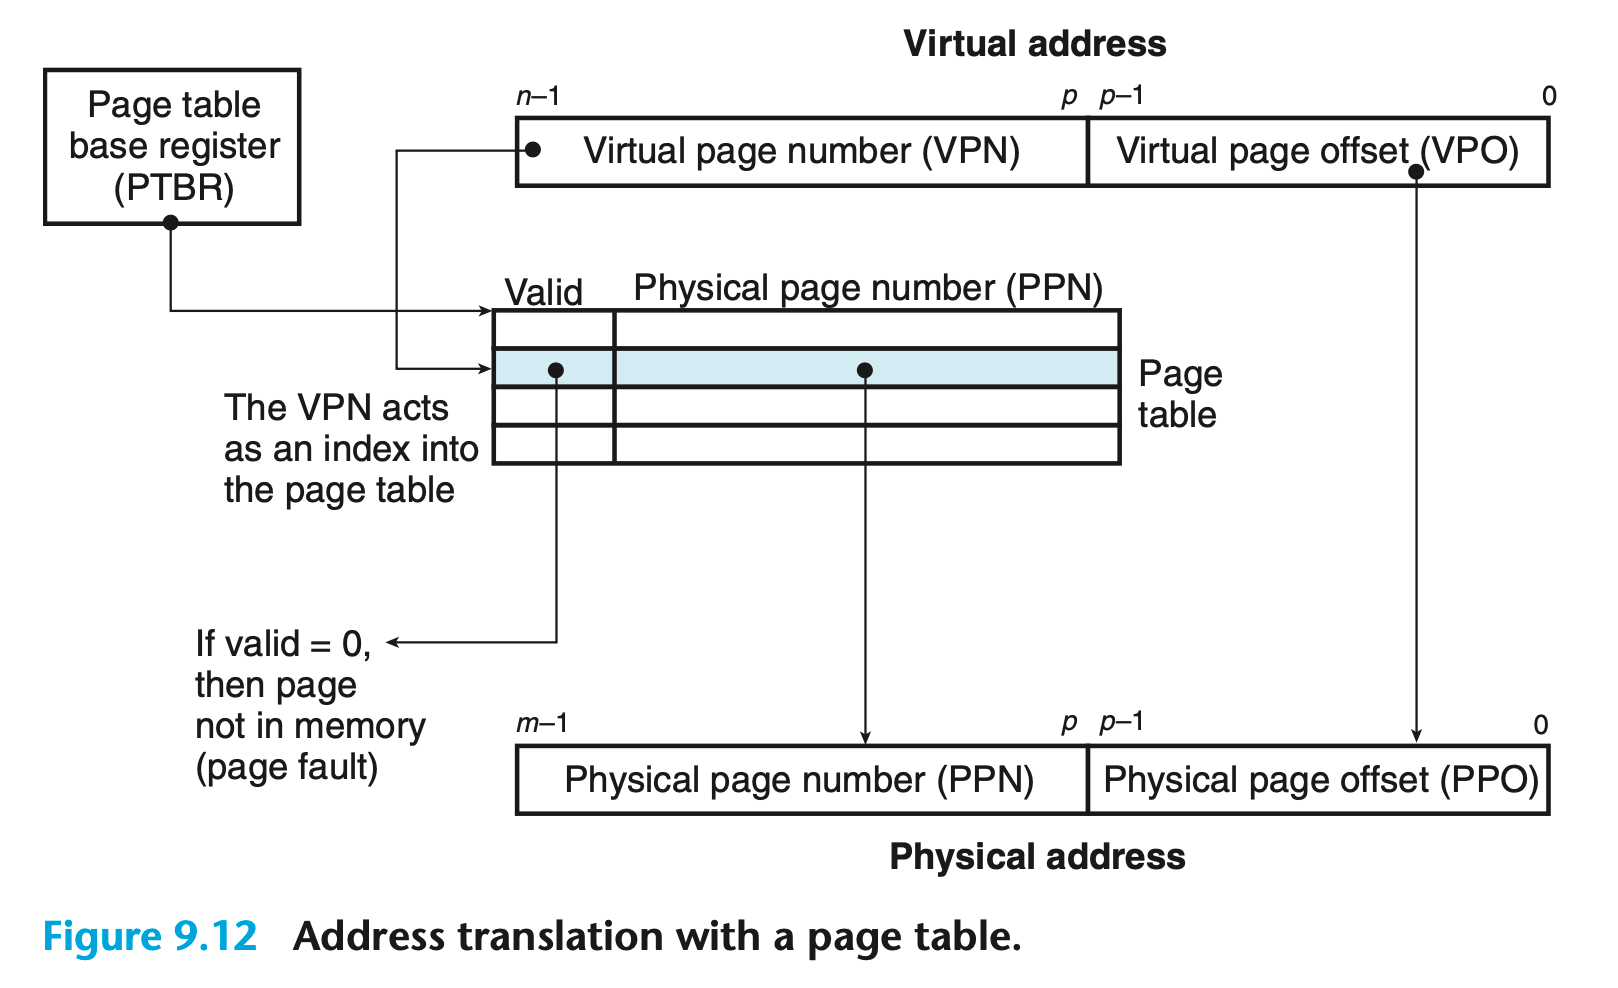 Virtual address
Page table
base register
(PTBR)
n–1
p
p–1
0
Virtual page number (VPN)
Virtual page offset (VPO)
Valid
Physical page number (PPN)
The VPN acts
as an index into
the page table
Page
table
If valid = 0,
then page
not in memory
(page fault)
m–1
p
p–1
0
Physical page number (PPN)
Physical page offset (PPO)
Physical address
Figure 9.12 Address translation with a page table.